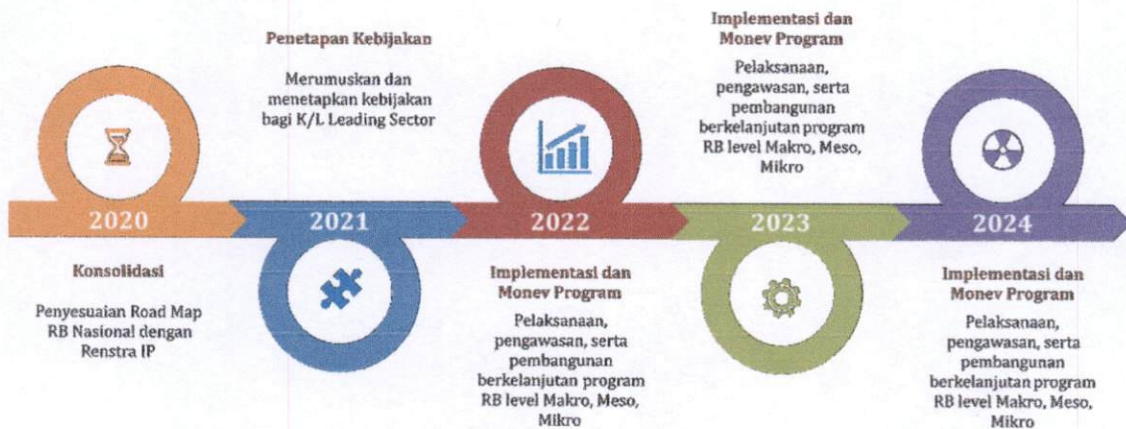 Penetapan Kebijakan
Merumuskan dan
menetapkan kebijakan
bagi K/L Leading Sector
Implementasi dan
Monev Program
Pelaksanaan,
pengawasan, serta
pembangunan
berkelanjutan program
RB level Makro, Meso,
Mikro
2020
2021
2022
2023
2024
Konsolidasi
Penyesuaian Road Map
RB Nasional dengan
Renstra IP
Implementasi dan
Monev Program
Pelaksanaan,
pengawasan, serta
pembangunan
berkelanjutan program
RB level Makro, Meso,
Mikro
Implementasi dan
Monev Program
Pelaksanaan,
pengawasan, serta
pembangunan
berkelanjutan program
RB level Makro, Meso,
Mikro